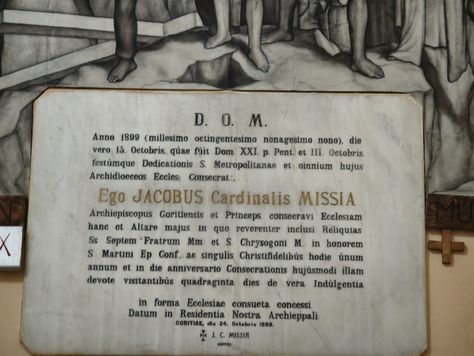 D. O. M.
Anno 1899 (millesimo octingentesimo nonagesimo nono), die
vero 15. Octobris, quae fuit Dom. XXI. p. Pent. et III. Octobris,
festumque Dedicationis S. Metropolitanae et oinnium hujus
Archidioeceos Eccles; Consecrat:,
Ego JACOBUS Cardinalis MISSIA
Archiepiscopus Goritiensis et Princeps, consecravi Ecclesiam
hanc et Altare majus in quo reverenter inclusi Reliquias
Ss Septem Fratrum Mm. et S. Chrysogoni M. in honorem
S Martini Ep Conf. ac singulis Christifidelibus hodie unum
annum et in die anniversario Consecrationis hujusmodi illam
devote visitantibus quadraginta dies de vera Indulgentia
in forma Ecclesiae consueta concessi.
Datum in Residentia Nostra Archieppali
GORITIAE, die 24. Octobris 1899.
J. C. MISSIA
X